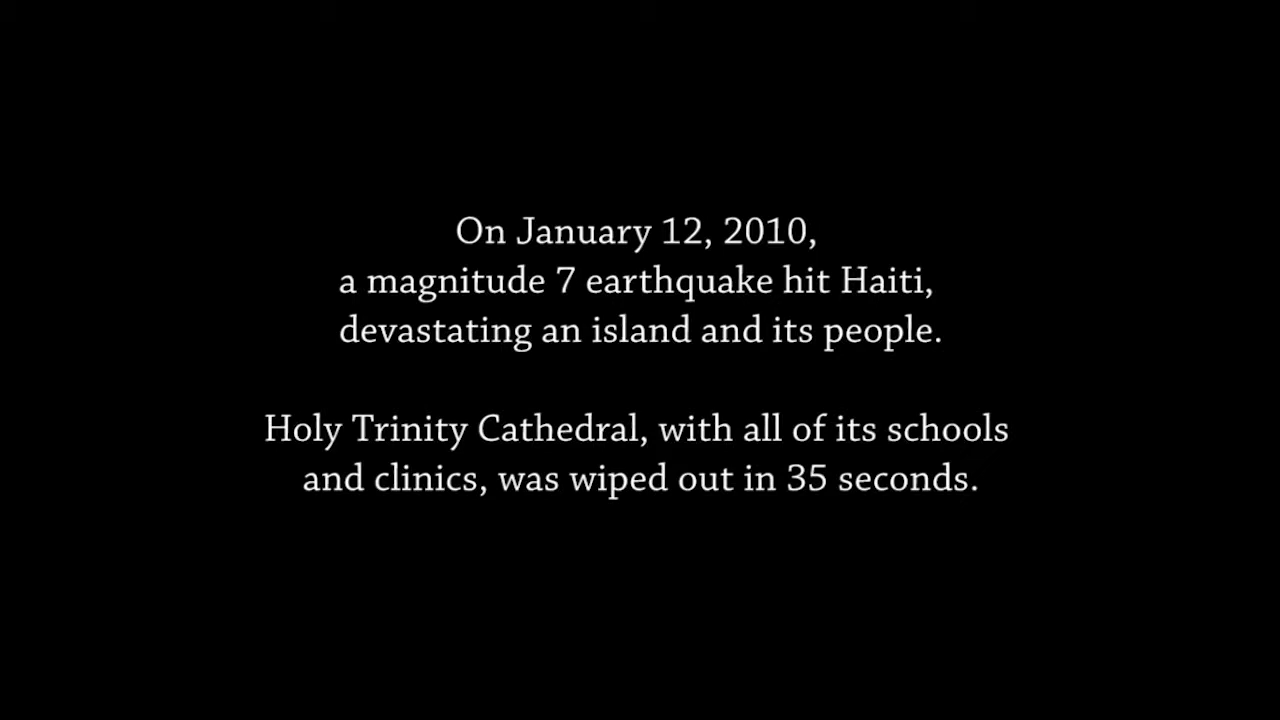 On January 12, 2010,
a magnitude 7 earthquake hit Haiti,
devastating an island and its people.
Holy Trinity Cathedral, with all of its schools
and clinics, was wiped out in 35 seconds.